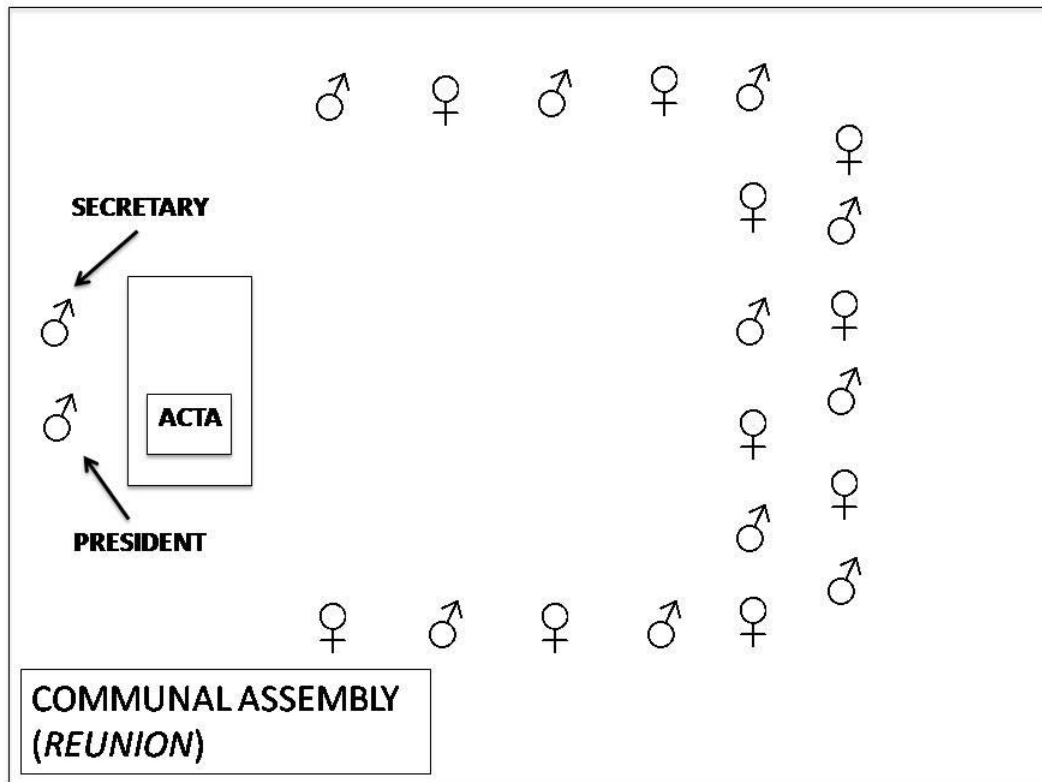 SECRETARY
ACTA
PRESIDENT
COMMUNAL ASSEMBLY
(REUNION)